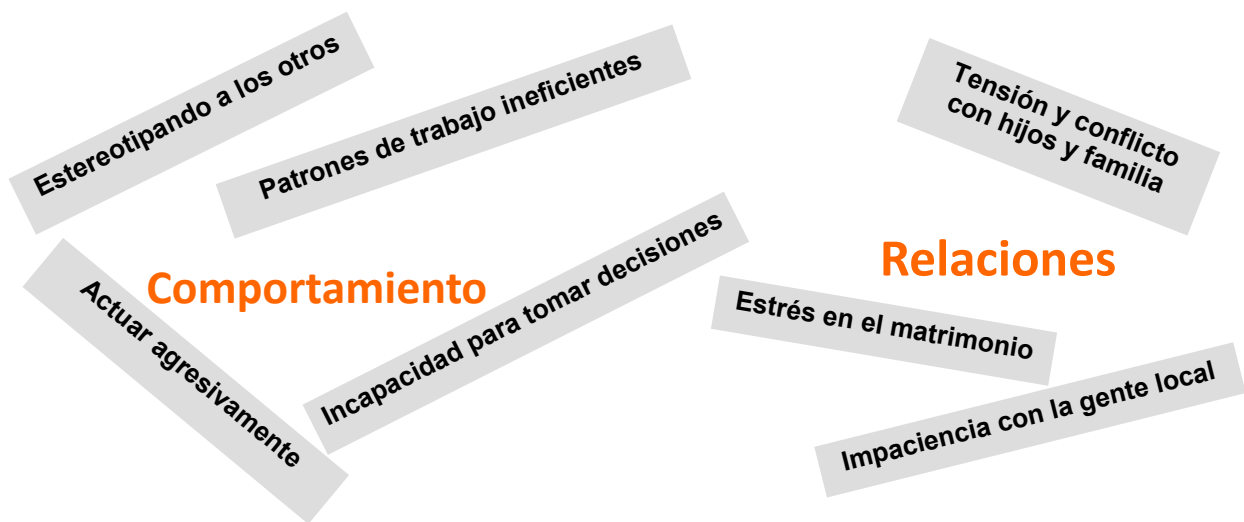 Estereotipando a los otros
Patrones de trabajo ineficientes
Comportamiento
Actuar agresivamente
Incapacidad para tomar decisiones
Tensión y conflicto
con hijos y familia
Relaciones
Estrés en el matrimonio
Impaciencia con la gente local